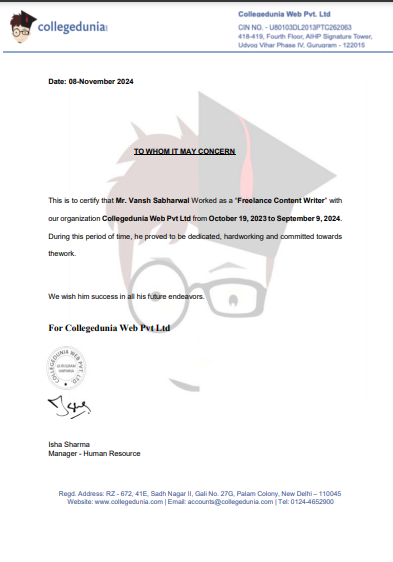 collegedunia
Collegedunia Web Pvt. Ltd
CIN NO. - U80103DL2013PTC262063
418-419, Fourth Floor, AIHP Signature Tower,
Udyog Vihar Phase IV, Gurugram - 122015
Date: 08-November 2024
TO WHOM IT MAY CONCERN
This is to certify that Mr. Vansh Sabharwal Worked as a "Freelance Content Writer" with
our organization Collegedunia Web Pvt Ltd from October 19, 2023 to September 9, 2024.
During this period of time, he proved to be dedicated, hardworking and committed towards
thework.
We wish him success in all his future endeavors.
For Collegedunia Web Pvt Ltd
COLLEGEDUNIA WEB PVT. LTD
Isha Sharma
Manager - Human Resource
Regd. Address: RZ - 672, 41E, Sadh Nagar II, Gali No. 27G, Palam Colony, New Delhi – 110045
Website: www.collegedunia.com | Email: accounts@collegedunia.com | Tel: 0124-4652900